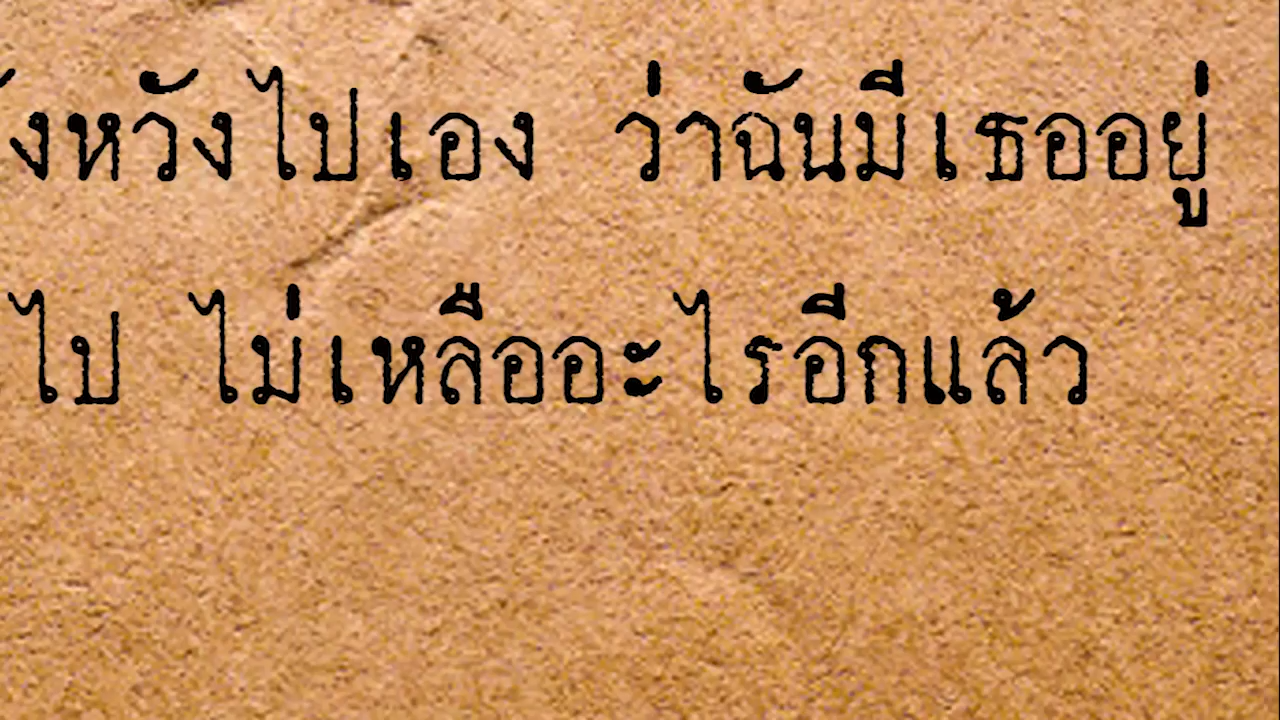 หวังไปเอง ว่าฉันมีเธออยู่
ไป ไม่เหลืออะไรอีกแล้ว